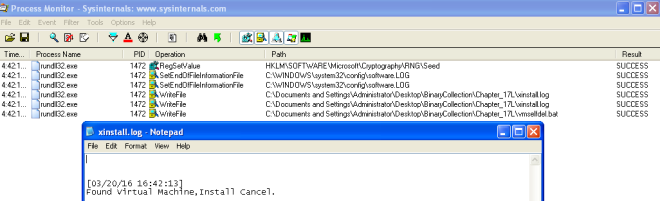 Process Monitor - Sysinternals: www.sysinternals.com
File Edit Event Filter Tools Options Help
Time... Process Name PID Operation Path Result
4:42:1... rundll32.exe 1472 RegSetValue HKLM\SOFTWARE\Microsoft\Cryptography\RNG\Seed SUCCESS
4:42:1... rundll32.exe 1472 SetEndOfFileInformationFile C:\WINDOWS\system32\config\software.LOG SUCCESS
4:42:1... rundll32.exe 1472 SetEndOfFileInformationFile C:\WINDOWS\system32\config\software.LOG SUCCESS
4:42:1... rundll32.exe 1472 WriteFile C:\Documents and Settings\Administrator\Desktop\BinaryCollection\Chapter_17L\xinstall.log SUCCESS
4:42:1... rundll32.exe 1472 WriteFile C:\Documents and Settings\Administrator\Desktop\BinaryCollection\Chapter_17L\xinstall.log SUCCESS
4:42:1... rundll32.exe 1472 WriteFile C:\Documents and Settings\Administrator\Desktop\BinaryCollection\Chapter_17L\vmselfdel.bat SUCCESS
xinstall.log - Notepad
File Edit Format View Help
[03/20/16 16:42:13]
Found Virtual Machine,Install Cancel.